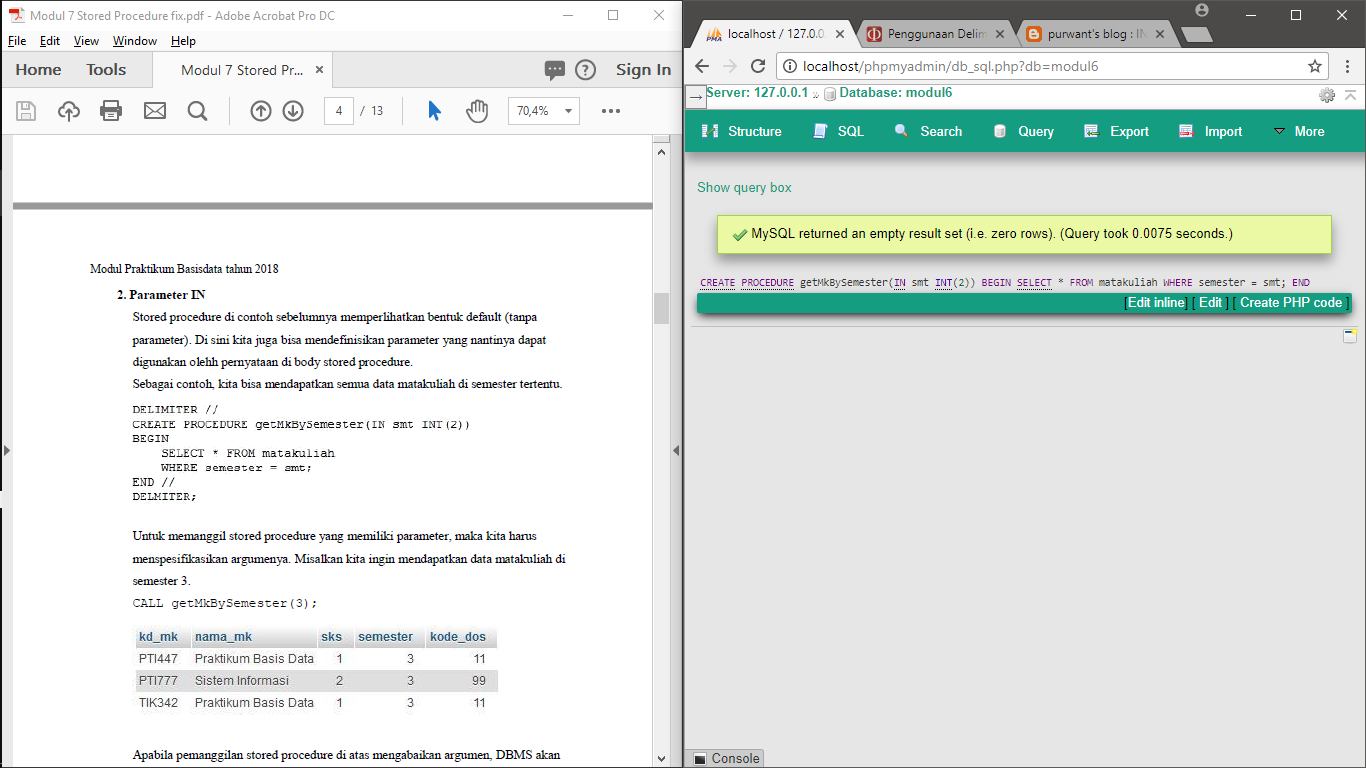 Modul 7 Stored Procedure fix.pdf - Adobe Acrobat Pro DC
File Edit View Window Help
Home Tools Modul 7 Stored Pr... × Sign In
4 / 13 70,4%
Modul Praktikum Basisdata tahun 2018
2. Parameter IN
Stored procedure di contoh sebelumnya memperlihatkan bentuk default (tanpa
parameter). Di sini kita juga bisa mendefinisikan parameter yang nantinya dapat
digunakan olehh pernyataan di body stored procedure.
Sebagai contoh, kita bisa mendapatkan semua data matakuliah di semester tertentu.
DELIMITER //
CREATE PROCEDURE getMkBySemester(IN smt INT(2))
BEGIN
SELECT * FROM matakuliah
WHERE semester = smt;
END //
DELMITER;
Untuk memanggil stored procedure yang memiliki parameter, maka kita harus
menspesifikasikan argumenya. Misalkan kita ingin mendapatkan data matakuliah di
semester 3.
CALL getMkBySemester(3);
kd_mk nama_mk sks semester kode_dos
PTI447 Praktikum Basis Data 1 3 11
PTI777 Sistem Informasi 2 3 99
TIK342 Praktikum Basis Data 1 3 11
Apabila pemanggilan stored procedure di atas mengabaikan argumen, DBMS akan
PMA localhost / 127.0.0. Penggunaan Delim purwant's blog : IN
localhost/phpmyadmin/db_sql.php?db=modul6
Server: 127.0.0.1 » Database: modul6
Structure SQL Search Query Export Import More
Show query box
MySQL returned an empty result set (i.e. zero rows). (Query took 0.0075 seconds.)
CREATE PROCEDURE getMkBySemester(IN smt INT(2)) BEGIN SELECT * FROM matakuliah WHERE semester = smt; END
[Edit inline] [ Edit ] [ Create PHP code ]
Console